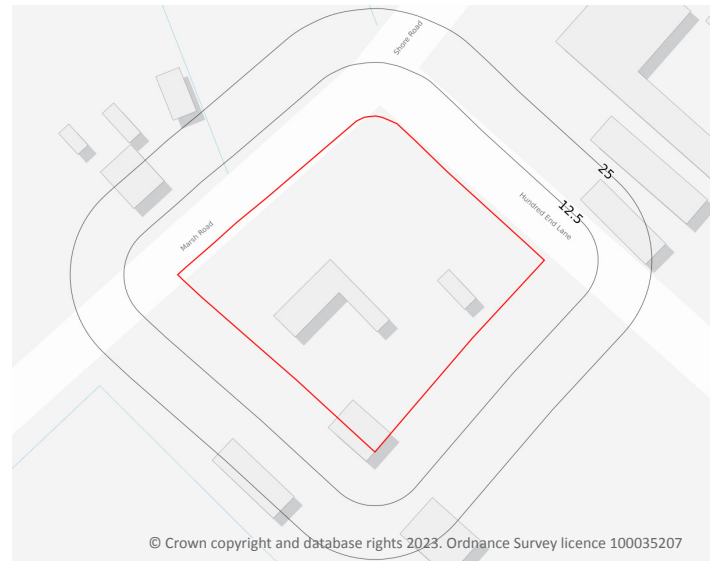 Shore Road
25
12.5
Hundred End Lane
Marsh Road
© Crown copyright and database rights 2023. Ordnance Survey licence 100035207